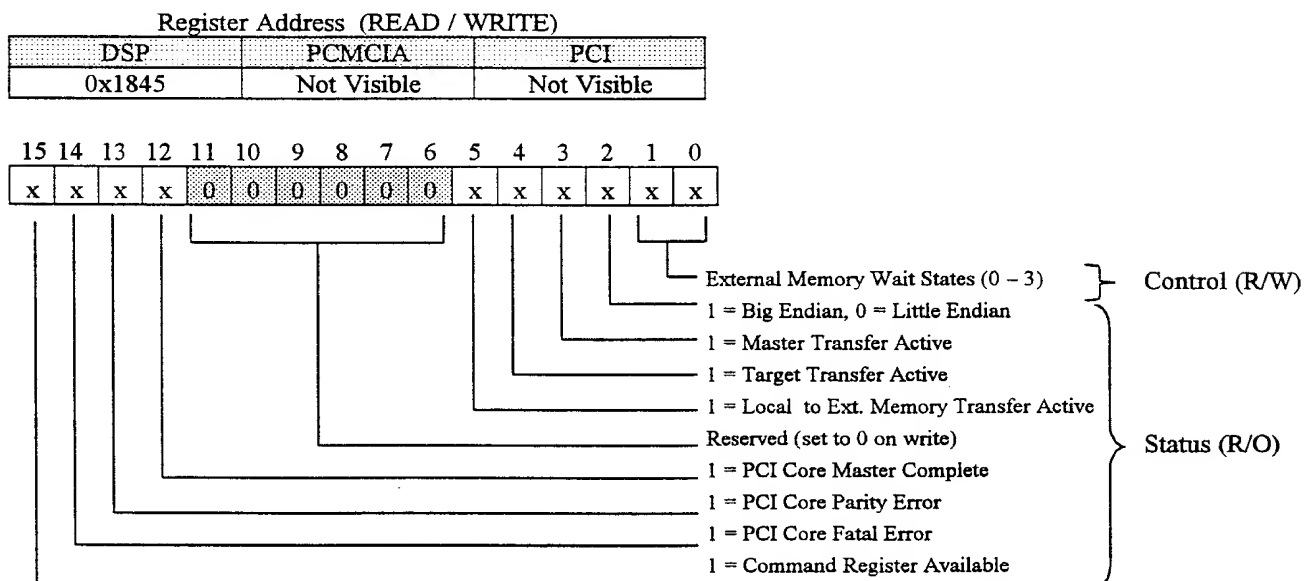 Register Address (READ / WRITE)
DSP PCMCIA PCI
0x1845 Not Visible Not Visible
15 14 13 12 11 10 9 8 7 6 5 4 3 2 1 0
x x x x 0 0 0 0 0 0 x x x x x x
External Memory Wait States (0 – 3) Control (R/W)
1 = Big Endian, 0 = Little Endian
1 = Master Transfer Active
1 = Target Transfer Active
1 = Local to Ext. Memory Transfer Active
Reserved (set to 0 on write) Status (R/O)
1 = PCI Core Master Complete
1 = PCI Core Parity Error
1 = PCI Core Fatal Error
1 = Command Register Available